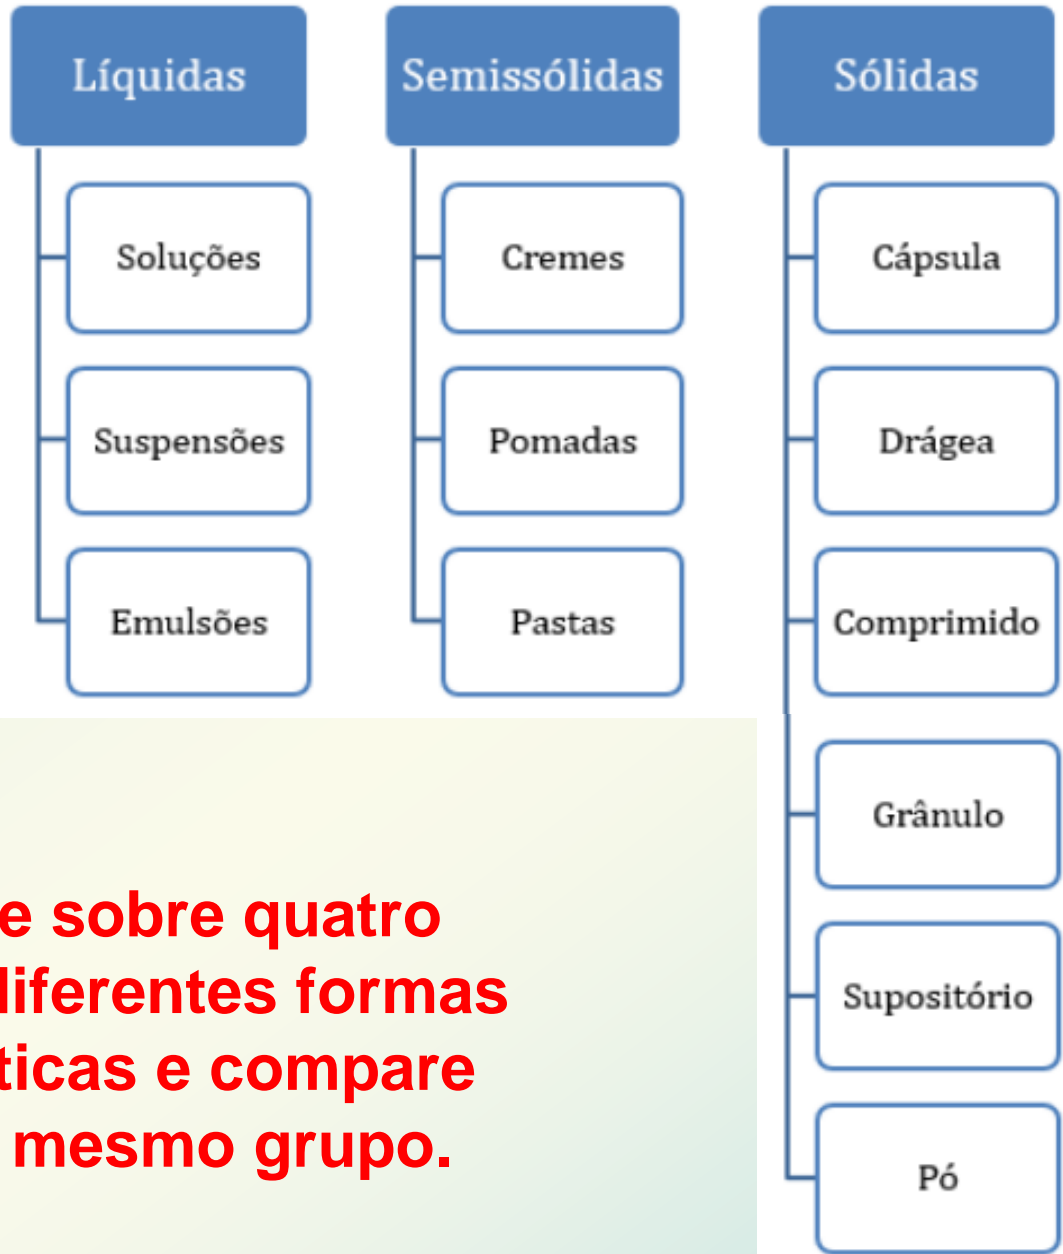 Líquidas
Soluções
Suspensões
Emulsões
Semissólidas
Cremes
Pomadas
Pastas
Sólidas
Cápsula
Drágea
Comprimido
Grânulo
Supositório
Pó
e sobre quatro
diferentes formas
ticas e compare
mesmo grupo.